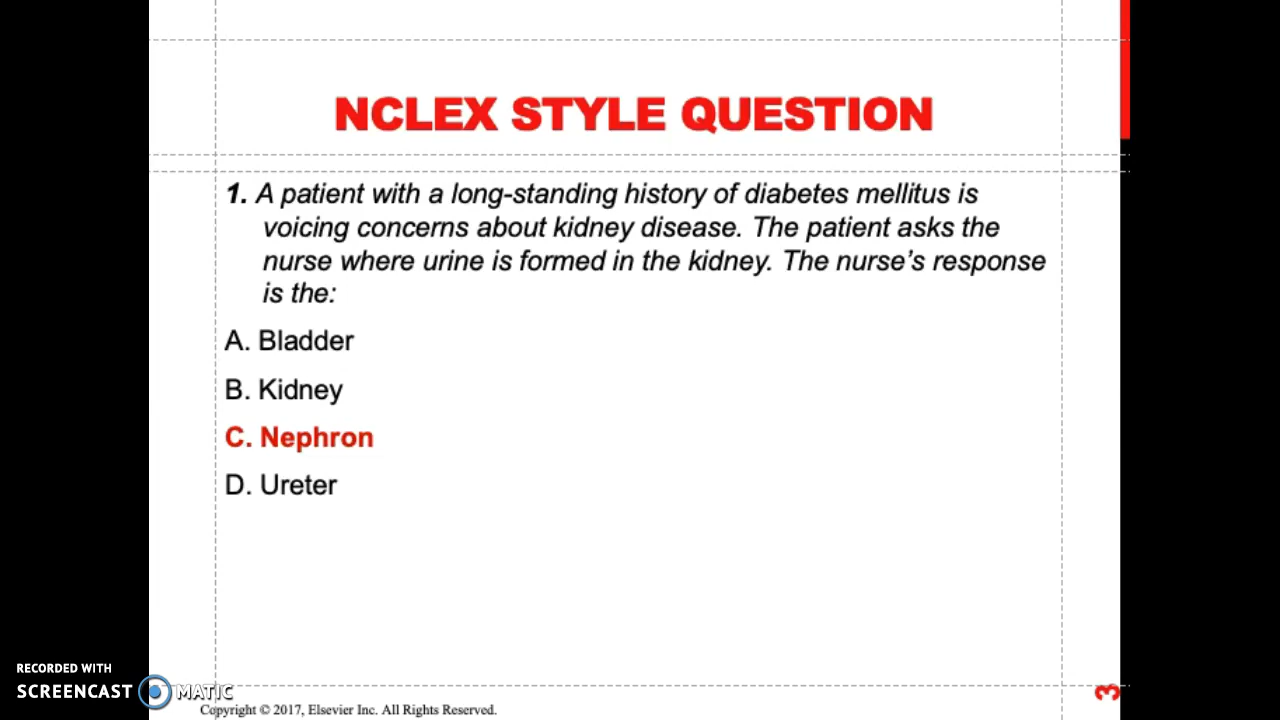 NCLEX STYLE QUESTION
1. A patient with a long-standing history of diabetes mellitus is
voicing concerns about kidney disease. The patient asks the
nurse where urine is formed in the kidney. The nurse’s response
is the:
A. Bladder
B. Kidney
C. Nephron
D. Ureter
3
RECORDED WITH
SCREENCAST MATIC
Copyright © 2017, Elsevier Inc. All Rights Reserved.